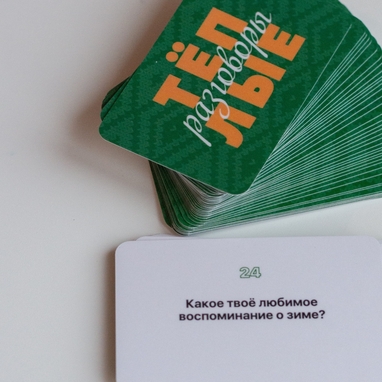 ТЁП
разговоры
ЛЫЕ
24
Какое твоё любимое
воспоминание о зиме?